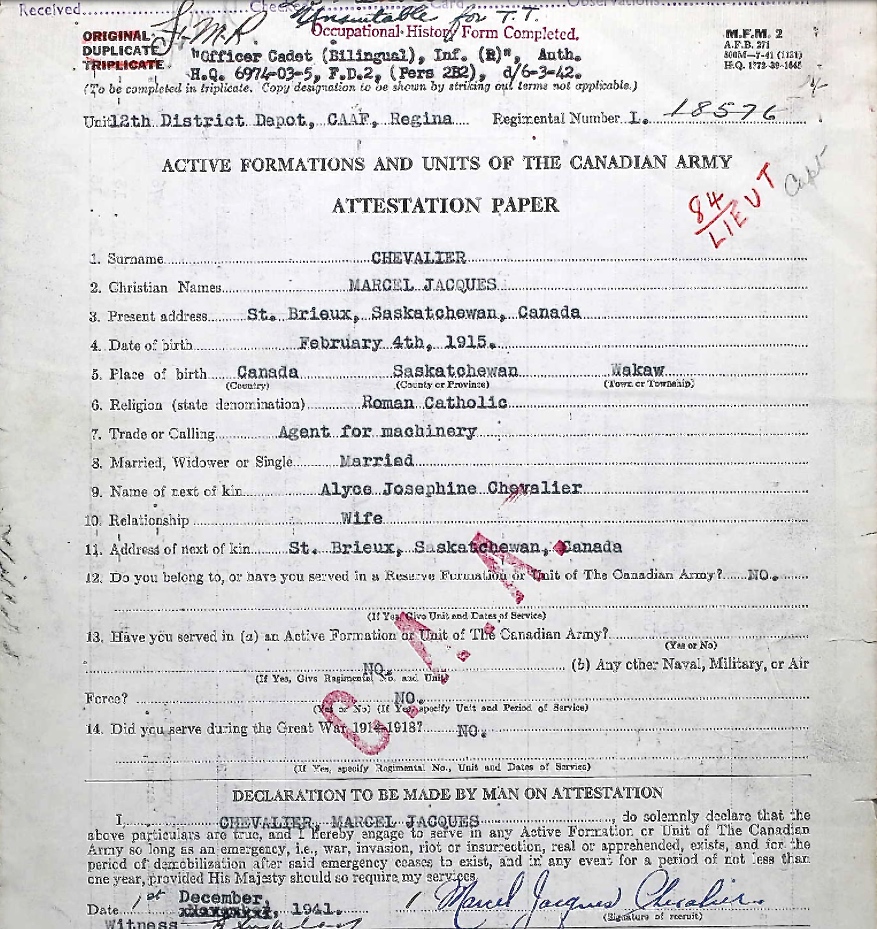 Received
Unsuitable for T.T.
Occupational History Form Completed.
ORIGINAL
DUPLICATE
TRIPLICATE
F.M.R
M.F.M. 2
A.F.B. 271
500M—7-41 (1131)
H.Q. 1772-39-1645
"Officer Cadet (Bilingual), Inf. (R)", Auth.
H.Q. 6974-03-5, F.D.2, (Pers 2B2), d/6-3-42.
(To be completed in triplicate. Copy designation to be shown by striking out terms not applicable.)
Unit 12th District Depot, CAAF, Regina Regimental Number L. 18576
ACTIVE FORMATIONS AND UNITS OF THE CANADIAN ARMY
ATTESTATION PAPER
84
LIEUT
Capt
1. Surname CHEVALIER
2. Christian Names MARCEL JACQUES
3. Present address St. Brieux, Saskatchewan, Canada
4. Date of birth February 4th, 1915.
5. Place of birth Canada Saskatchewan Wakaw
(Country) (County or Province) (Town or Township)
6. Religion (state denomination) Roman Catholic
7. Trade or Calling Agent for machinery
8. Married, Widower or Single Married
9. Name of next of kin Alyce Josephine Chevalier
10. Relationship Wife
11. Address of next of kin St. Brieux, Saskatchewan, Canada
12. Do you belong to, or have you served in a Reserve Formation or Unit of The Canadian Army? NO.
(If Yes, Give Unit and Dates of Service)
13. Have you served in (a) an Active Formation or Unit of The Canadian Army?
(Yes or No)
NO. (b) Any other Naval, Military, or Air
(If Yes, Give Regimental No. and Unit)
Force? NO.
(Yes or No) (If Yes, specify Unit and Period of Service)
14. Did you serve during the Great War 1914-1918? NO.
(If Yes, specify Regimental No., Unit and Dates of Service)
C.A.A.
DECLARATION TO BE MADE BY MAN ON ATTESTATION
I, CHEVALIER, MARCEL JACQUES, do solemnly declare that the
above particulars are true, and I hereby engage to serve in any Active Formation or Unit of The Canadian
Army so long as an emergency, i.e., war, invasion, riot or insurrection, real or apprehended, exists, and for the
period of demobilization after said emergency ceases to exist, and in any event for a period of not less than
one year, provided His Majesty should so require my services.
December,
Date 1st 1941. Marcel Jacques Chevalier
(Signature of recruit)
Witness